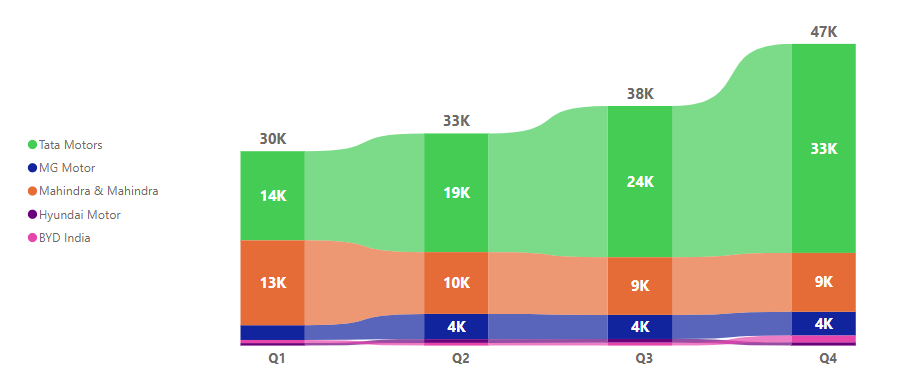 47K
38K
33K
30K
Tata Motors
MG Motor
Mahindra & Mahindra
Hyundai Motor
BYD India
14K
19K
24K
33K
13K
10K
9K
9K
4K
4K
4K
Q1
Q2
Q3
Q4